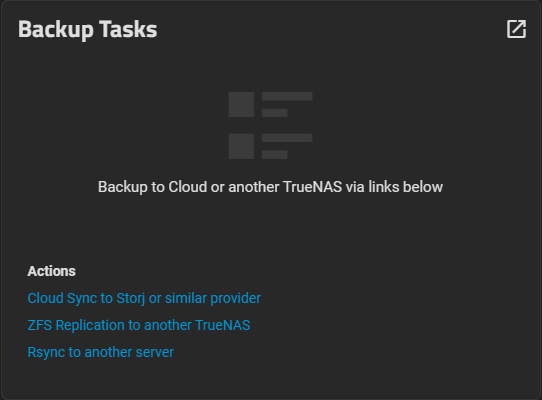 Backup Tasks
Backup to Cloud or another TrueNAS via links below
Actions
Cloud Sync to Storj or similar provider
ZFS Replication to another TrueNAS
Rsync to another server